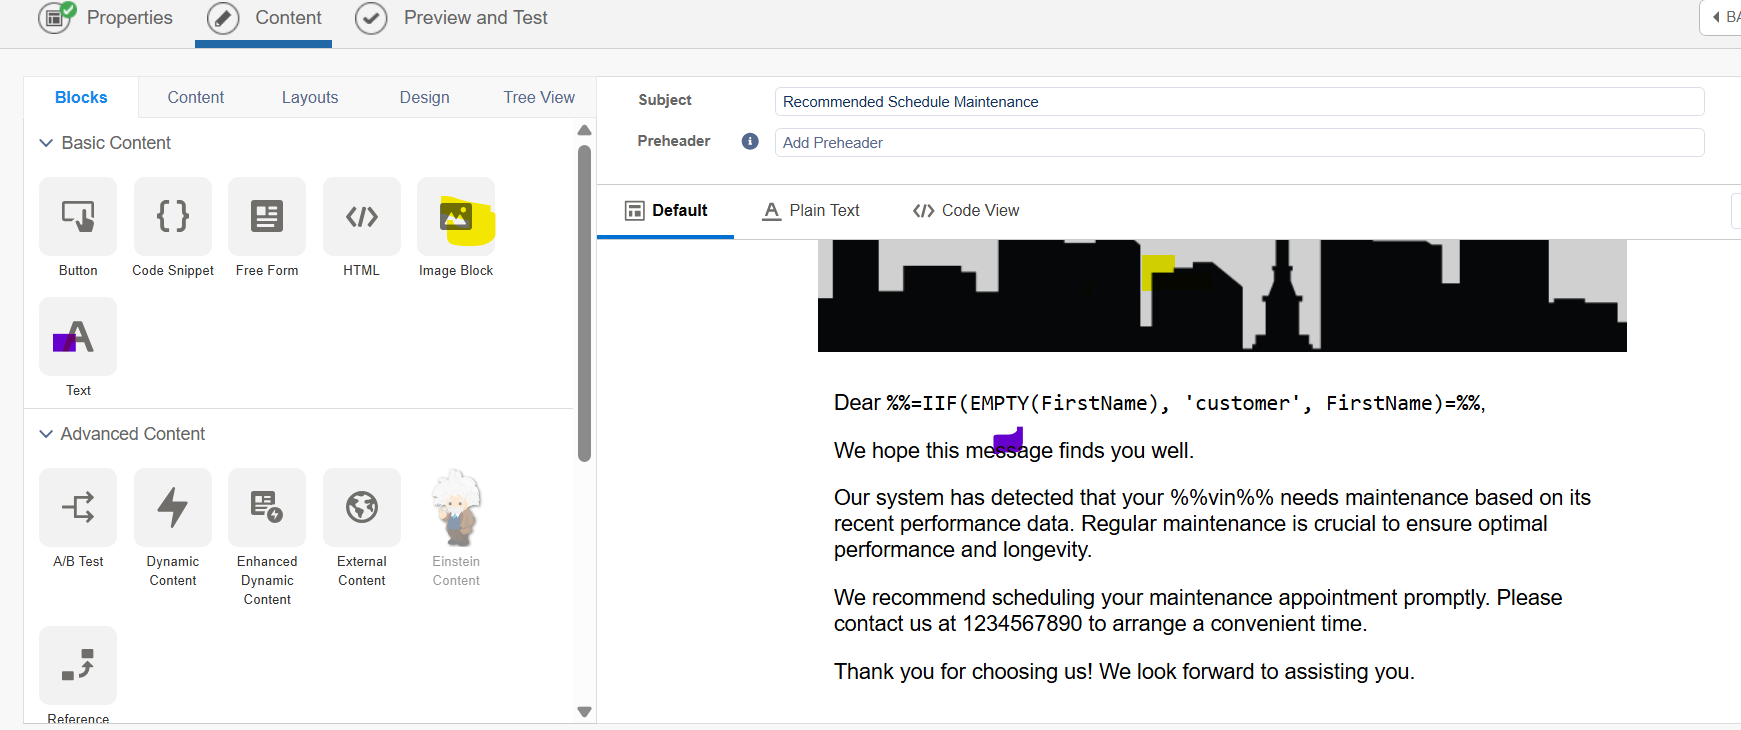 Properties
Content
Preview and Test
Blocks
Content
Layouts
Design
Tree View
Basic Content
Button
Code Snippet
Free Form
HTML
Image Block
Text
Advanced Content
A/B Test
Dynamic
Content
Enhanced
Dynamic
Content
External
Content
Einstein
Content
Reference
Subject
Recommended Schedule Maintenance
Preheader
Add Preheader
Default
Plain Text
Code View
Dear %%=IIF(EMPTY(FirstName), 'customer', FirstName)=%%,
We hope this message finds you well.
Our system has detected that your %%vin%% needs maintenance based on its
recent performance data. Regular maintenance is crucial to ensure optimal
performance and longevity.
We recommend scheduling your maintenance appointment promptly. Please
contact us at 1234567890 to arrange a convenient time.
Thank you for choosing us! We look forward to assisting you.